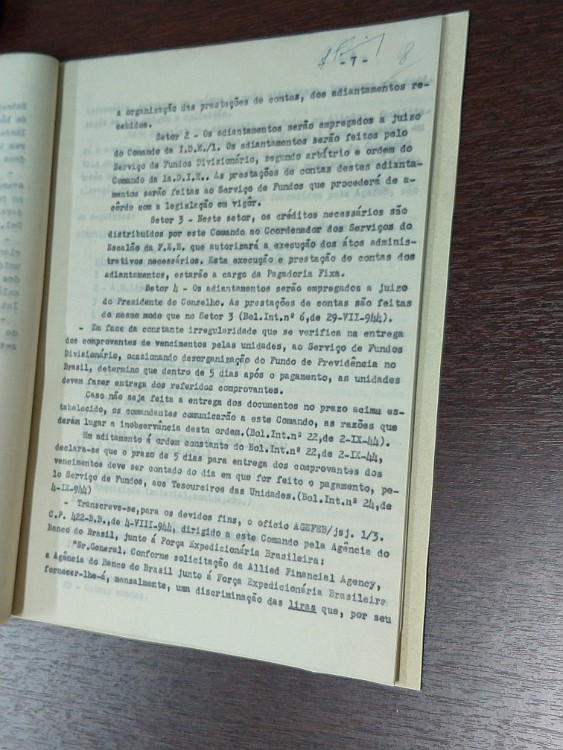 - 7 -
8
a organização das prestações de contas, dos adiantamentos re-
cebidos.
Setor 2 - Os adiantamentos serão empregados a juizo
do Comando da I.D.E./1. Os adiantamentos serão feitos pelo
Serviço de Fundos Divisionário, segundo arbítrio e ordem do
Comando da 1a.D.I.E.. As prestações de contas destes adianta-
mentos serão feitas ao Serviço de Fundos que procederá de a-
côrdo com a legislação em vigôr.
Setor 3 - Neste setor, os créditos necessários são
distribuidos por este Comando ao Coordenador dos Serviços do
Escalão da F.E.B. que autorizará a execução dos átos adminis-
trativos necessários. Esta execução e prestação de contas dos
adiantamentos, estarão a cargo da Pagadoria Fixa.
Setor 4 - Os adiantamentos serão empregados a juizo
do Presidente do Conselho. As prestações de contas são feitas
do mesmo modo que no Setor 3 (Bol.Int.nº 6,de 29-VII-944).
- Em face da constante irregularidade que se verifica na entrega
dos comprovantes de vencimentos pelas unidades, ao Serviço de Fundos
Divisionário, ocasionando desorganização do Fundo de Previdência no
Brasil, determino que dentro de 5 dias após o pagamento, as unidades
devem fazer entrega dos referidos comprovantes.
Caso não seja feita a entrega dos documentos no prazo acima es-
tabelecido, os comandantes comunicarão a este Comando, as razões que
derám lugar a inobservância desta ordem.(Bol.Int.nº 22,de 2-IX-44).
Em aditamento á ordem constante do Bol.Int.nº 22,de 2-IX-44,
declara-se que o prazo de 5 dias para entrega dos comprovantes dos
vencimentos deve ser contado do dia em que for feito o pagamento, pe-
lo Serviço de Fundos, aos Tesoureiros das Unidades.(Bol.Int.nº 24,de
4-IX-944)
- Transcreve-se,para os devidos fins, o ofício AGEFEB/jsj. 1/3.
C.P. 422-B.B.,de 4-VIII-944, dirigido a este Comando pela Agência do
Banco do Brasil, junto á Força Expedicionária Brasileira:
"Sr.General. Conforme solicitação da Allied Financial Agency,
a Agência do Banco do Brasil junto á Força Expedicionária Brasileira
fornecer-lhe-á, mensalmente, uma discriminação das liras que, por seu